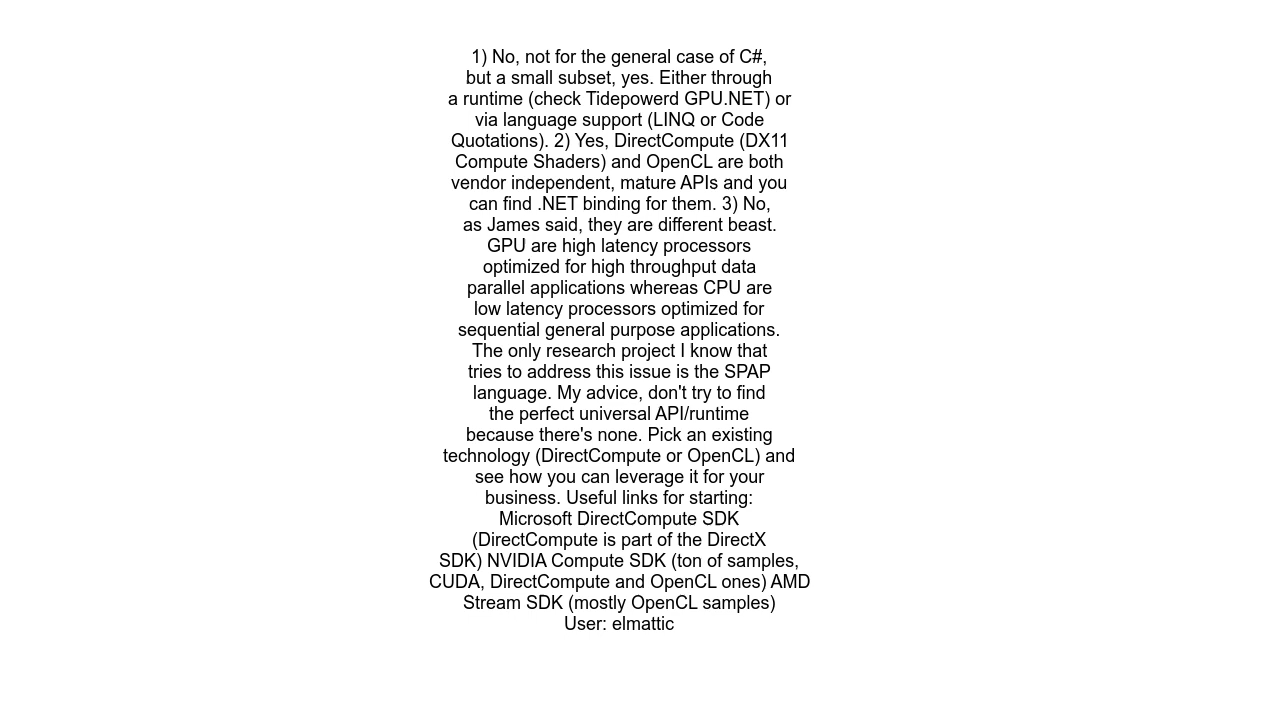 1) No, not for the general case of C#,
but a small subset, yes. Either through
a runtime (check Tidepowerd GPU.NET) or
via language support (LINQ or Code
Quotations). 2) Yes, DirectCompute (DX11
Compute Shaders) and OpenCL are both
vendor independent, mature APIs and you
can find .NET binding for them. 3) No,
as James said, they are different beast.
GPU are high latency processors
optimized for high throughput data
parallel applications whereas CPU are
low latency processors optimized for
sequential general purpose applications.
The only research project I know that
tries to address this issue is the SPAP
language. My advice, don't try to find
the perfect universal API/runtime
because there's none. Pick an existing
technology (DirectCompute or OpenCL) and
see how you can leverage it for your
business. Useful links for starting:
Microsoft DirectCompute SDK
(DirectCompute is part of the DirectX
SDK) NVIDIA Compute SDK (ton of samples,
CUDA, DirectCompute and OpenCL ones) AMD
Stream SDK (mostly OpenCL samples)
User: elmattic